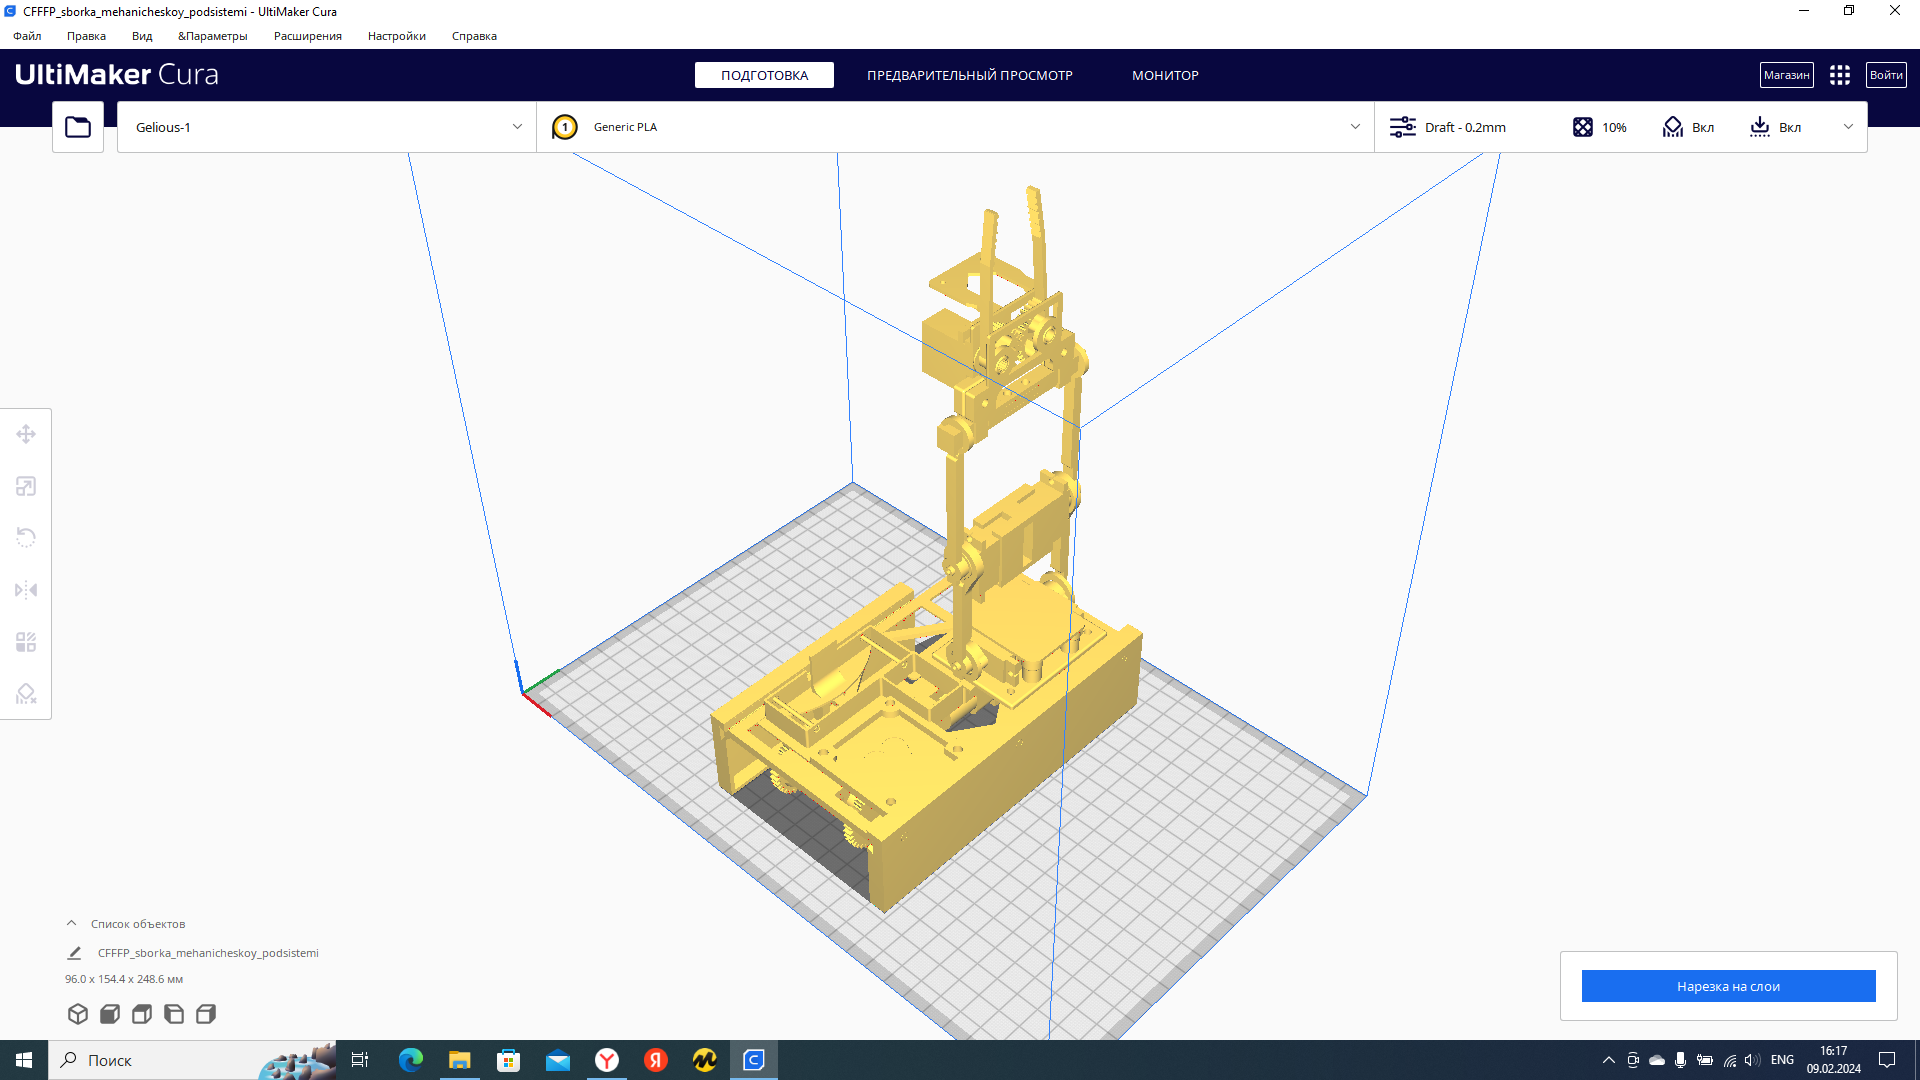 CFFFP_sborka_mehanicheskoy_podsistemi - UltiMaker Cura
Файл Правка Вид &Параметры Расширения Настройки Справка
UltiMaker Cura
ПОДГОТОВКА ПРЕДВАРИТЕЛЬНЫЙ ПРОСМОТР МОНИТОР
Магазин Войти
Gelious-1
1 Generic PLA
Draft - 0.2mm 10% Вкл Вкл
Список объектов
CFFFP_sborka_mehanicheskoy_podsistemi
96.0 x 154.4 x 248.6 мм
Нарезка на слои
Поиск
ENG
16:17
09.02.2024